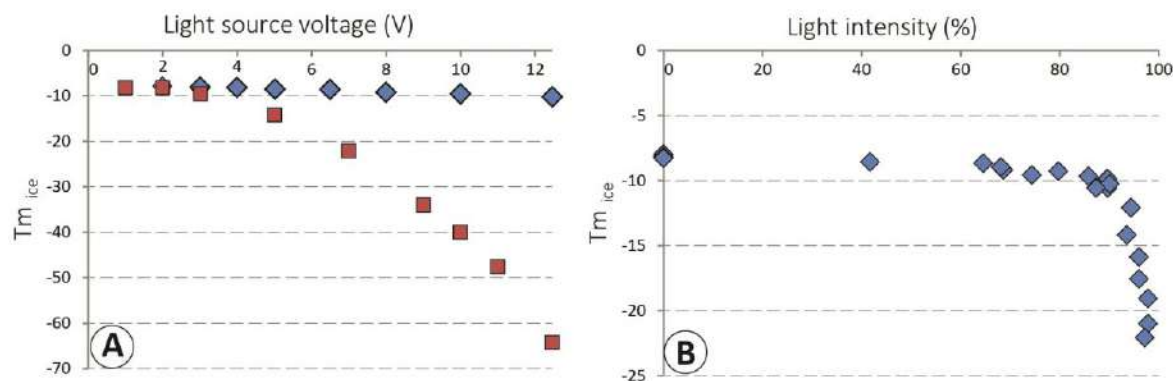 Light source voltage (V)
0 2 4 6 8 10 12
0
-10
-20
-30
-40
-50
-60
-70
Tm ice
A
Light intensity (%)
0 20 40 60 80 100
0
-5
-10
-15
-20
-25
Tm ice
B